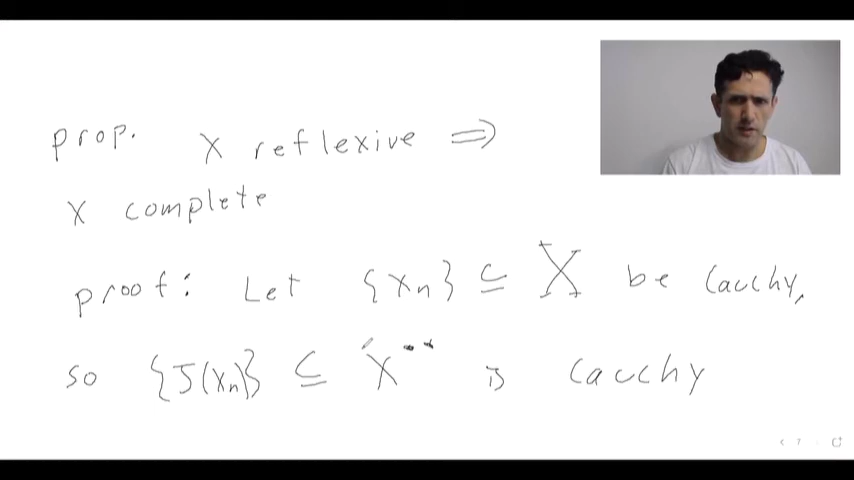 prop. X reflexive ⇒
X complete
proof: Let {xn} ⊆ X be Cauchy,
so {J(xn)} ⊆ X** is Cauchy